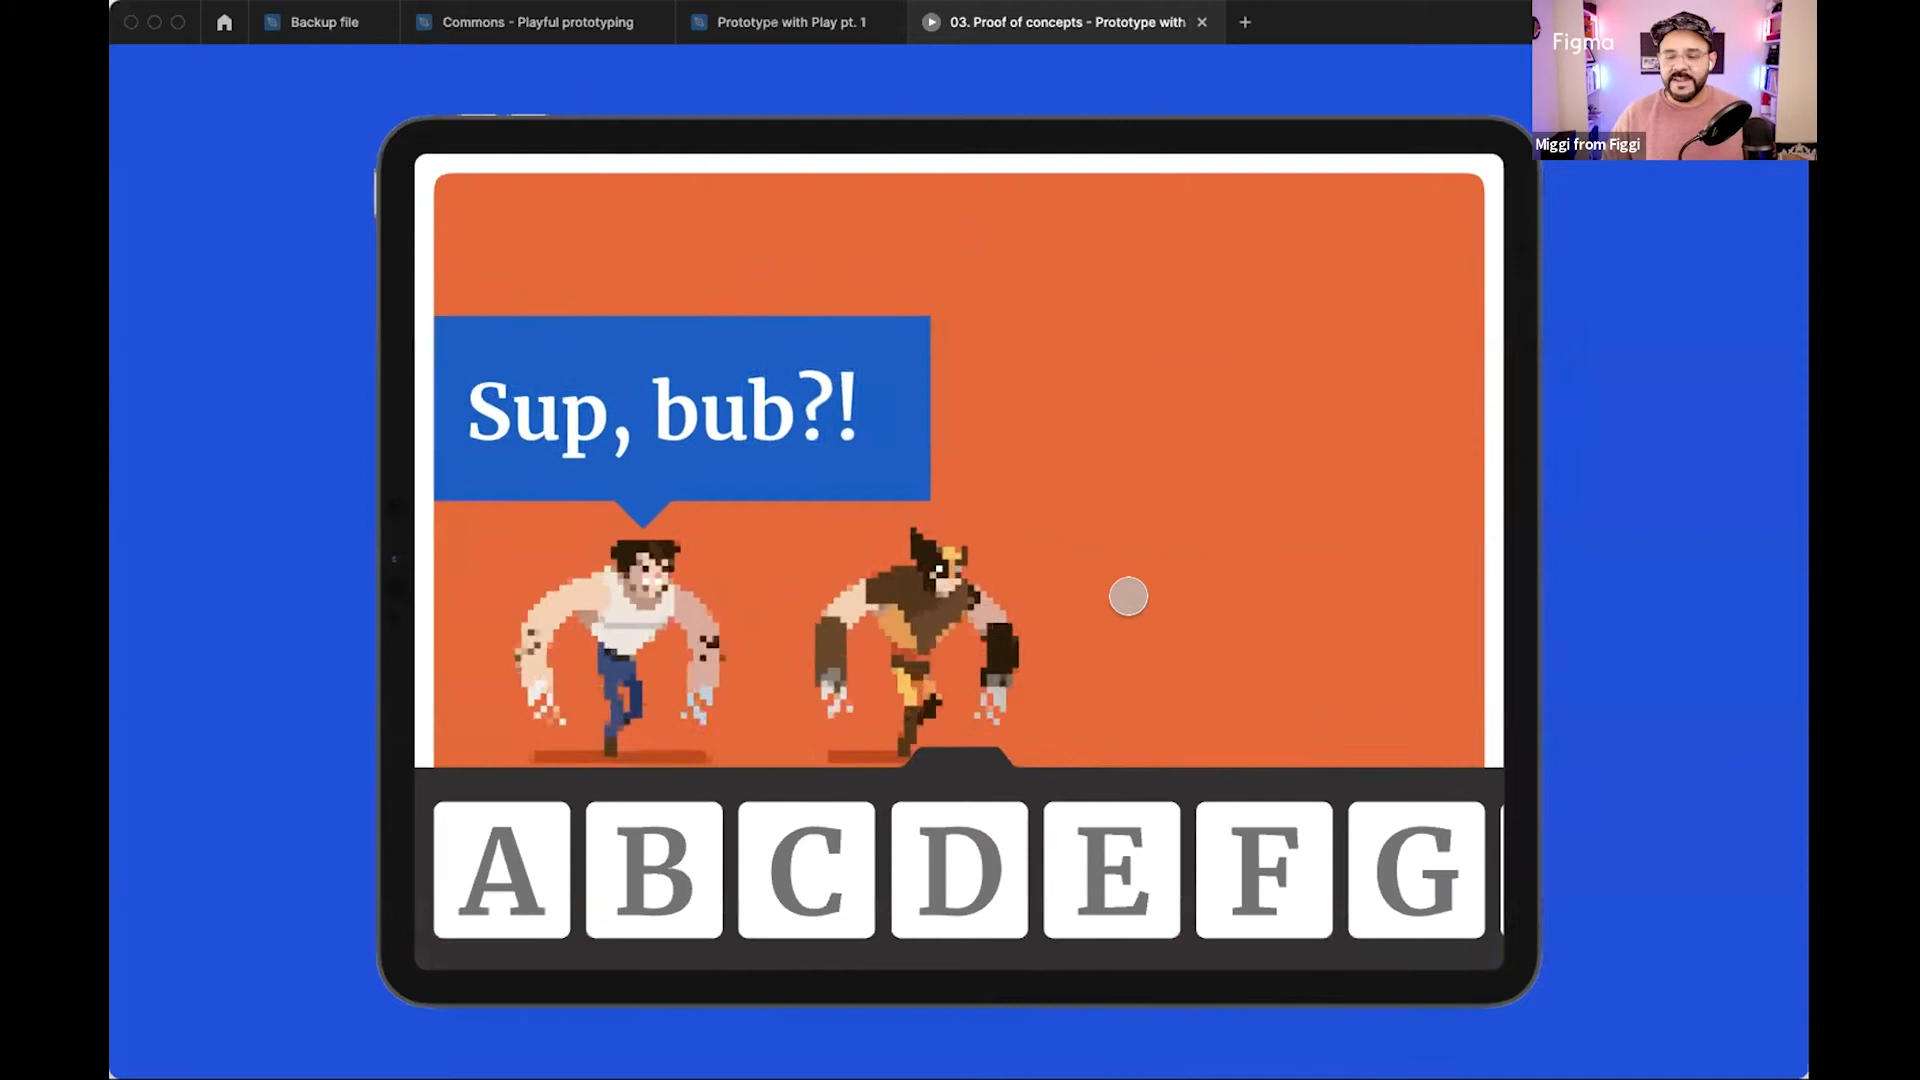 Backup file
Commons - Playful prototyping
Prototype with Play pt. 1
03. Proof of concepts - Prototype with
Figma
Miggi from Figgi
Sup, bub?!
A B C D E F G